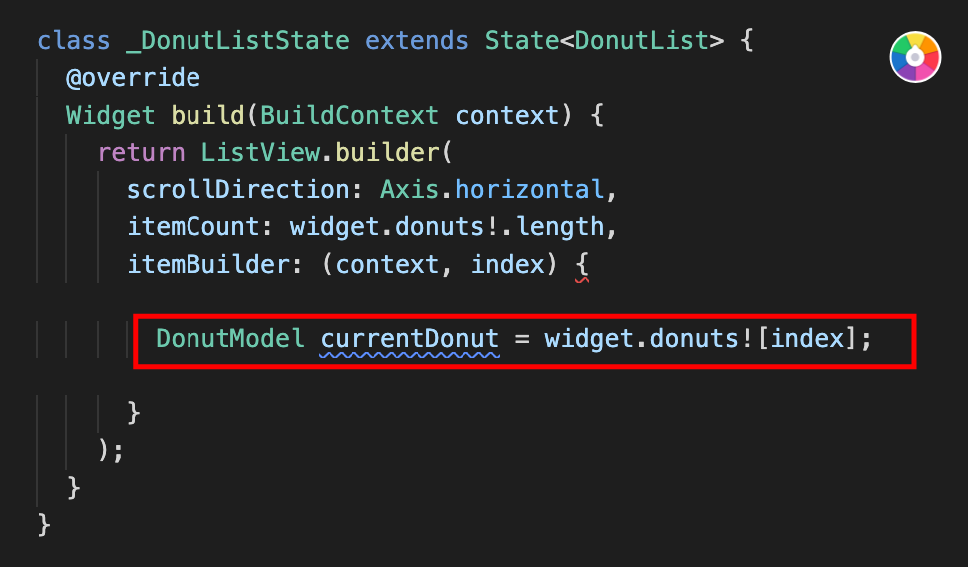 class _DonutListState extends State<DonutList> {
@override
Widget build(BuildContext context) {
return ListView.builder(
scrollDirection: Axis.horizontal,
itemCount: widget.donuts!.length,
itemBuilder: (context, index) {
DonutModel currentDonut = widget.donuts![index];
}
);
}
}